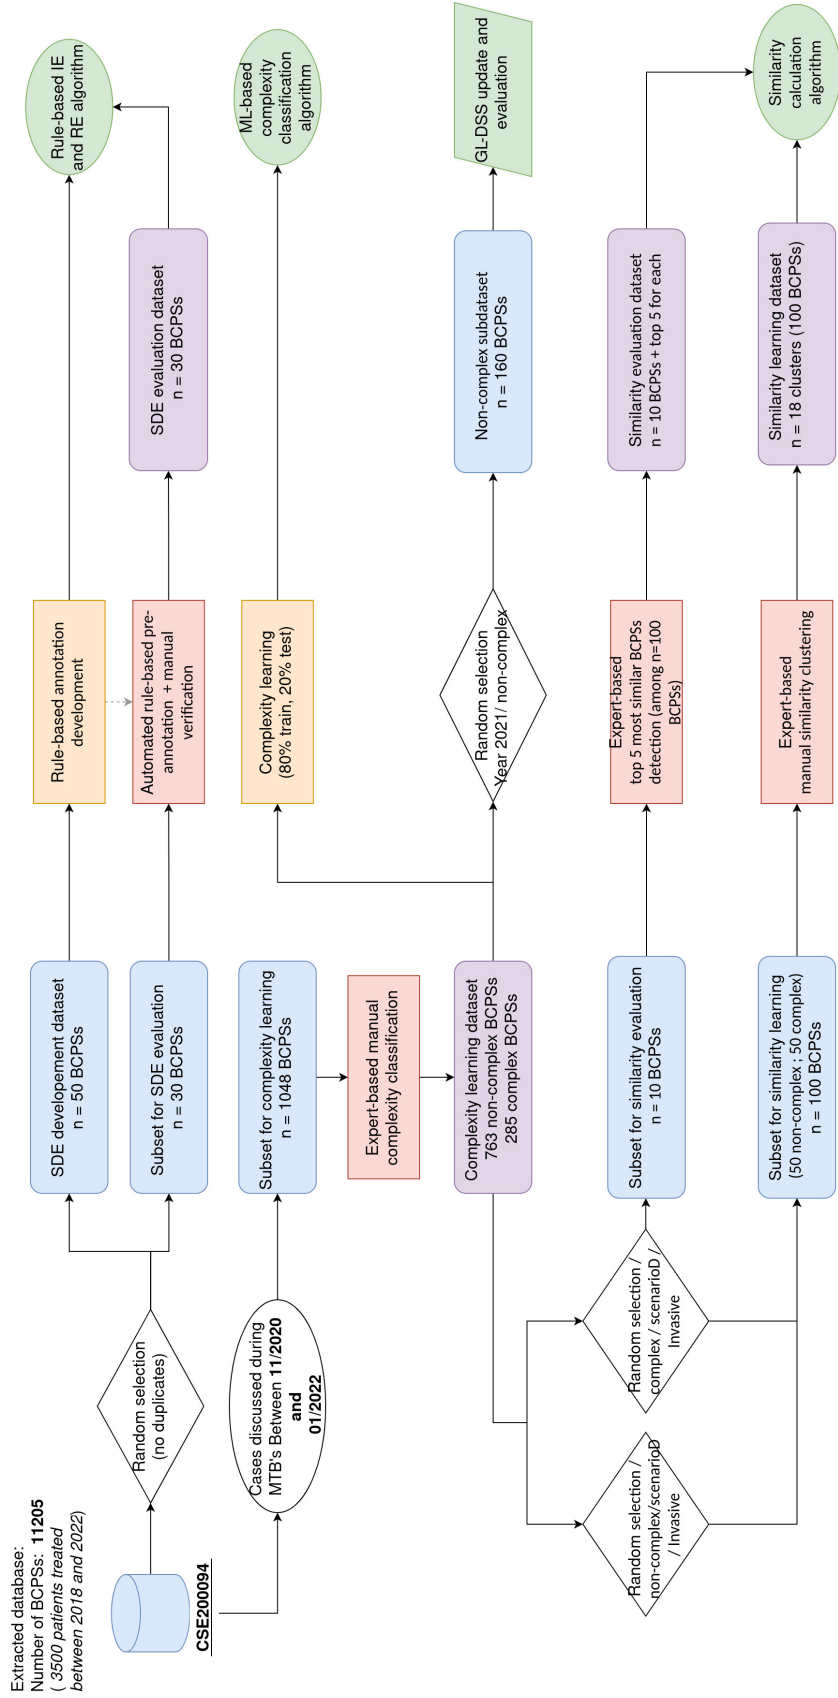 Extracted database:
Number of BCPSs: 11205
( 3500 patients treated
between 2018 and 2022)
CSE200094
Random selection
(no duplicates)
SDE developement dataset
n = 50 BCPSs
Rule-based annotation
development
Rule-based IE
and RE algorithm
Subset for SDE evaluation
n = 30 BCPSs
Automated rule-based pre-
annotation + manual
verification
SDE evaluation dataset
n = 30 BCPSs
Cases discussed during
MTB's Between 11/2020
and
01/2022
Subset for complexity learning
n = 1048 BCPSs
Complexity learning
(80% train, 20% test)
ML-based
complexity
classification
algorithm
Expert-based manual
complexity classification
Complexity learning dataset
763 non-complex BCPSs
285 complex BCPSs
Random selection
Year 2021/ non-complex
Non-complex subdataset
n = 160 BCPSs
GL-DSS update and
evaluation
Random selection /
non-complex/scenarioD
/ Invasive
Random selection /
complex / scenarioD /
Invasive
Subset for similarity evaluation
n = 10 BCPSs
Expert-based
top 5 most similar BCPSs
detection (among n=100
BCPSs)
Similarity evaluation dataset
n = 10 BCPSs + top 5 for each
Subset for similarity learning
(50 non-complex ; 50 complex)
n = 100 BCPSs
Expert-based
manual similarity clustering
Similarity learning dataset
n = 18 clusters (100 BCPSs)
Similarity
calculation
algorithm